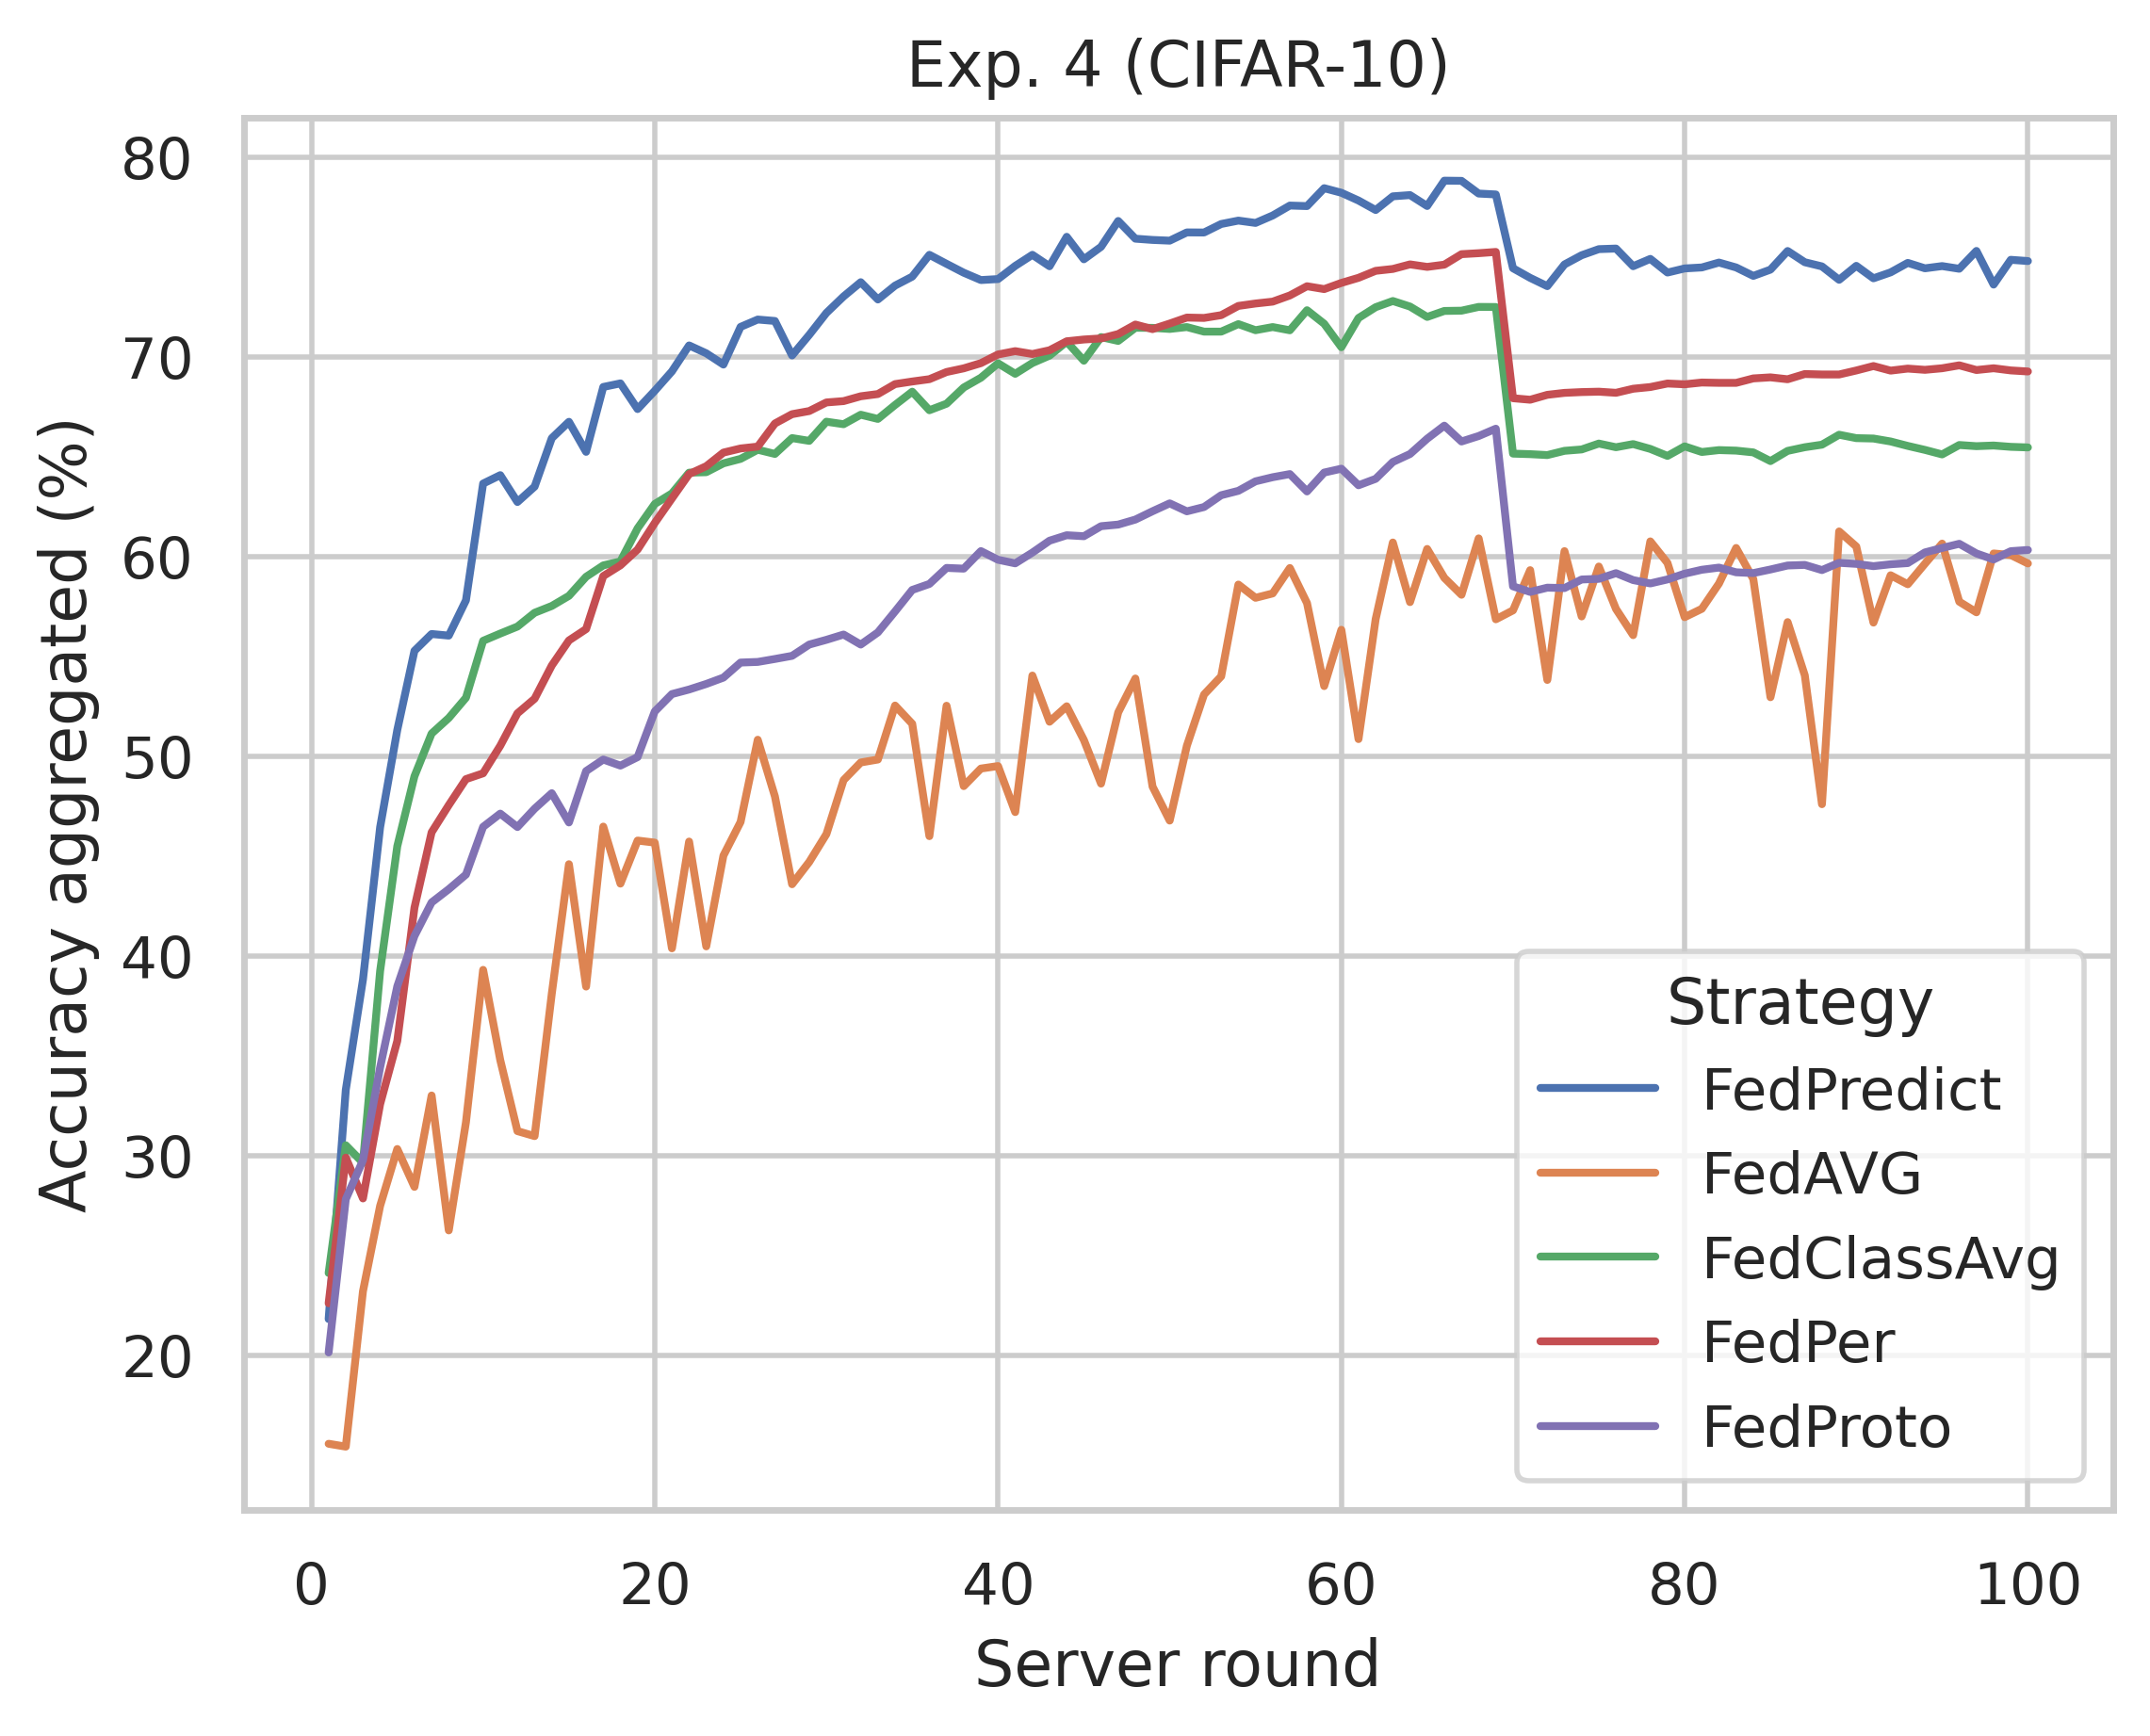 Exp. 4 (CIFAR-10)
Accuracy aggregated (%)
80
70
60
50
40
30
20
0 20 40 60 80 100
Server round
Strategy
FedPredict
FedAVG
FedClassAvg
FedPer
FedProto